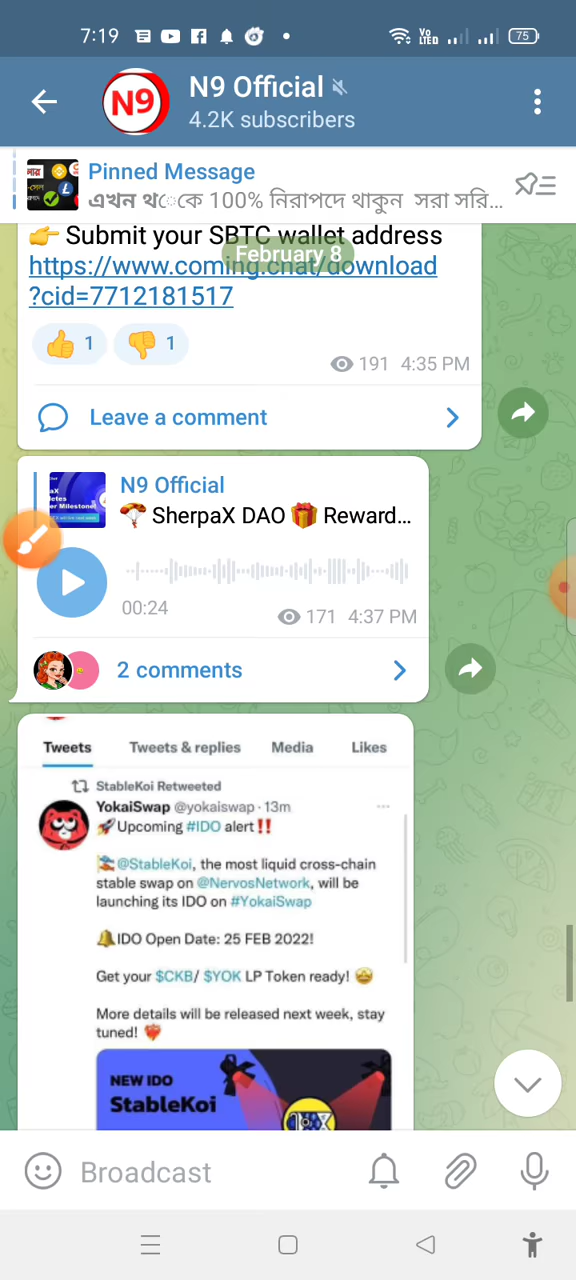 7:19
Vo
LTED
75
N9
N9 Official
4.2K subscribers
Pinned Message
এখন থেকে 100% নিরাপদে থাকুন সরা সরি...
👉 Submit your SBTC wallet address
February 8
https://www.coming.chat/download
?cid=7712181517
👍 1 👎 1
191 4:35 PM
Leave a comment
N9 Official
🪂 SherpaX DAO 🎁 Reward...
00:24
171 4:37 PM
2 comments
Tweets Tweets & replies Media Likes
StableKoi Retweeted
YokaiSwap @yokaiswap · 13m
🚀Upcoming #IDO alert‼️
@StableKoi, the most liquid cross-chain
stable swap on @NervosNetwork, will be
launching its IDO on #YokaiSwap
🔔IDO Open Date: 25 FEB 2022!
Get your $CKB/ $YOK LP Token ready! 🤩
More details will be released next week, stay
tuned! ❤️‍🔥
NEW IDO
StableKoi
Broadcast